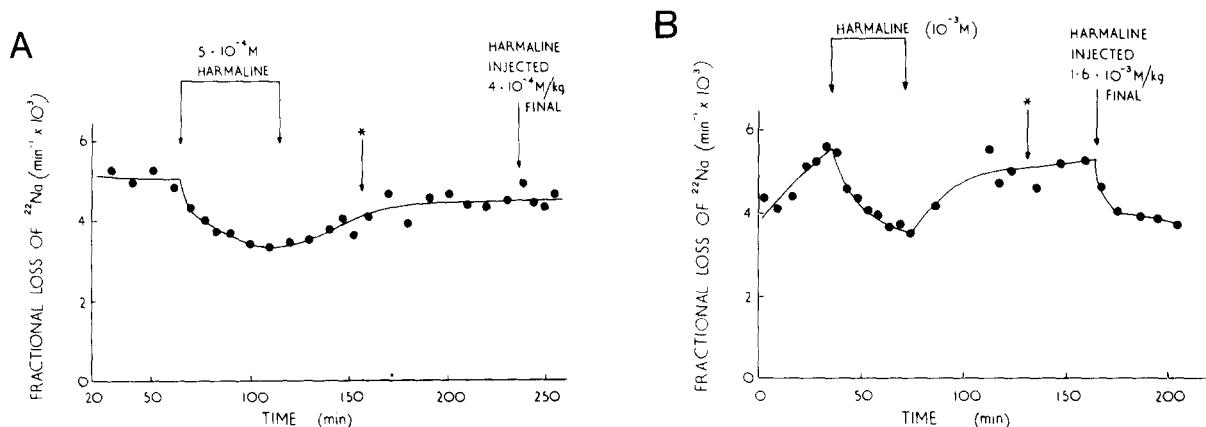 A
5·10⁻⁴M
HARMALINE
HARMALINE
INJECTED
4·10⁻⁴M/kg
FINAL
*
FRACTIONAL LOSS OF ²²Na (min⁻¹ x 10³)
6
4
2
0
20 50 100 150 200 250
TIME (min)
B
HARMALINE (10⁻³M)
HARMALINE
INJECTED
1·6·10⁻³M/kg
FINAL
*
FRACTIONAL LOSS OF ²²Na (min⁻¹ x 10³)
6
4
2
0
0 50 100 150 200
TIME (min)